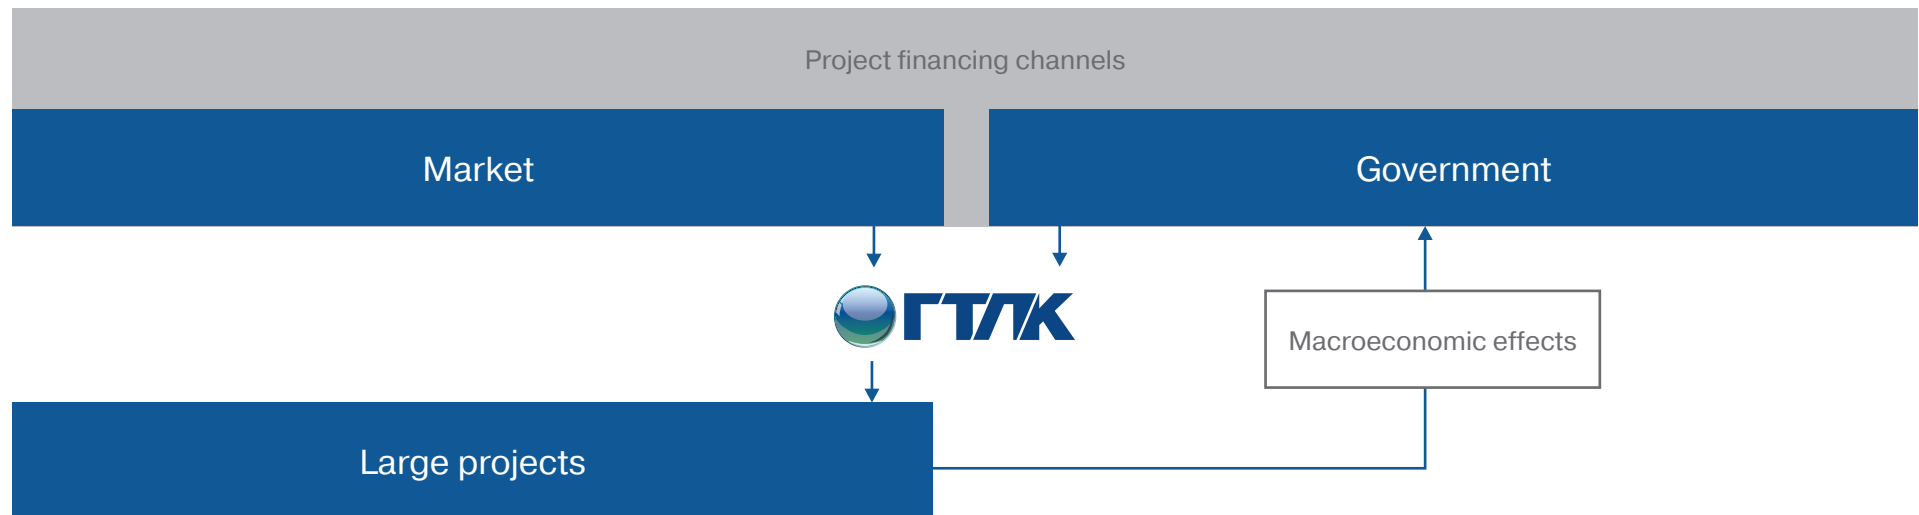 Project financing channels
Market
Government
ГТЛК
Macroeconomic effects
Large projects